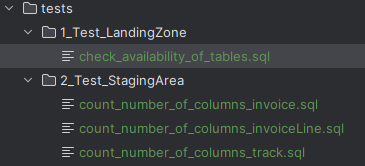 tests
1_Test_LandingZone
check_availability_of_tables.sql
2_Test_StagingArea
count_number_of_columns_invoice.sql
count_number_of_columns_invoiceLine.sql
count_number_of_columns_track.sql